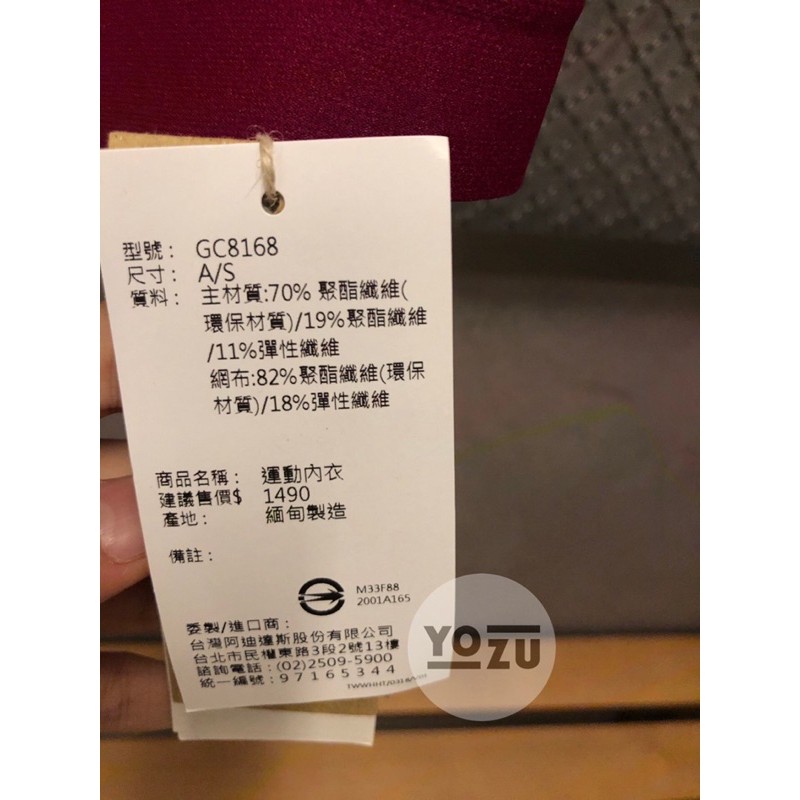 型號： GC8168
尺寸： A/S
質料： 主材質:70% 聚酯纖維(
環保材質)/19%聚酯纖維
/11%彈性纖維
網布:82%聚酯纖維(環保
材質)/18%彈性纖維
商品名稱： 運動內衣
建議售價$ 1490
產地： 緬甸製造
備註：
M33F88
2001A165
委製/進口商：
台灣阿迪達斯股份有限公司
台北市民權東路3段2號13樓
諮詢電話：(02)2509-5900
統一編號：97165344
YOZU